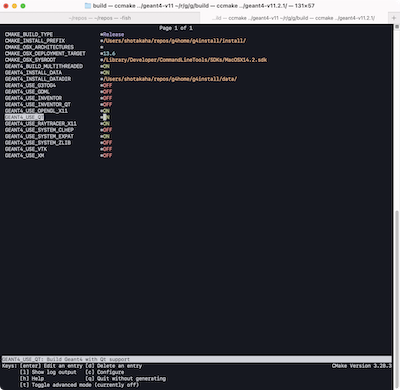 build — ccmake ../geant4-v11 ~/r/g/g/build — ccmake ../geant4-v11.2.1/ — 131×57
~/repos — -fish
...ld — ccmake ../geant4-v11 ~/r/g/g/build — ccmake ../geant4-v11.2.1/
Page 1 of 1
CMAKE_BUILD_TYPE *Release
CMAKE_INSTALL_PREFIX */Users/shotakaha/repos/g4home/g4install/install/
CMAKE_OSX_ARCHITECTURES *
CMAKE_OSX_DEPLOYMENT_TARGET *13.6
CMAKE_OSX_SYSROOT */Library/Developer/CommandLineTools/SDKs/MacOSX14.2.sdk
GEANT4_BUILD_MULTITHREADED *ON
GEANT4_INSTALL_DATA *ON
GEANT4_INSTALL_DATADIR */Users/shotakaha/repos/g4home/g4install/data/
GEANT4_USE_G3TOG4 *OFF
GEANT4_USE_GDML *OFF
GEANT4_USE_INVENTOR *OFF
GEANT4_USE_INVENTOR_QT *OFF
GEANT4_USE_OPENGL_X11 *ON
GEANT4_USE_QT *ON
GEANT4_USE_RAYTRACER_X11 *ON
GEANT4_USE_SYSTEM_CLHEP *OFF
GEANT4_USE_SYSTEM_EXPAT *ON
GEANT4_USE_SYSTEM_ZLIB *OFF
GEANT4_USE_VTK *OFF
GEANT4_USE_XM *OFF
GEANT4_USE_QT: Build Geant4 with Qt support
Keys: [enter] Edit an entry [d] Delete an entry CMake Version 3.28.3
[l] Show log output [c] Configure
[h] Help [q] Quit without generating
[t] Toggle advanced mode (currently off)